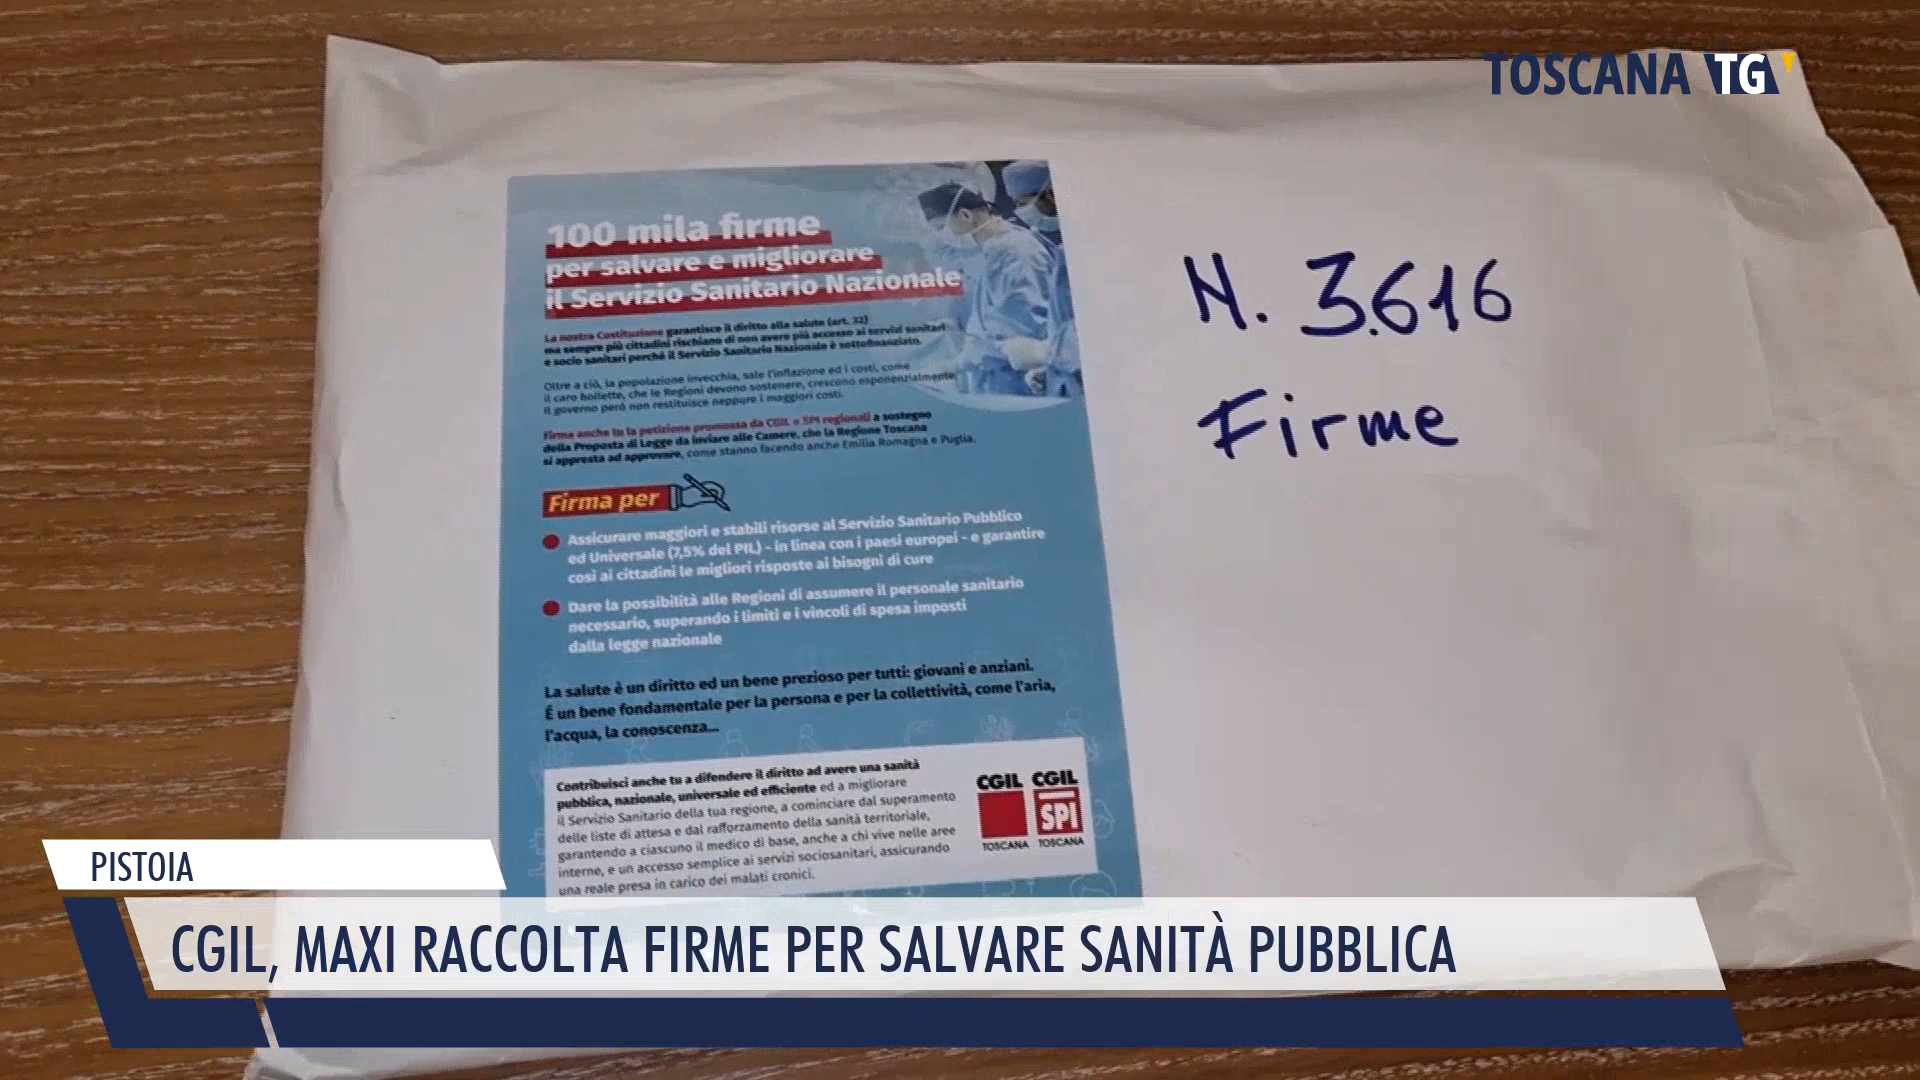 TOSCANA TG
100 mila firme
per salvare e migliorare
il Servizio Sanitario Nazionale
La nostra Costituzione garantisce il diritto alla salute (art. 32)
ma sempre più cittadini rischiano di non avere più accesso ai servizi sanitari
e socio sanitari perché il Servizio Sanitario Nazionale è sottofinanziato.
Oltre a ciò, la popolazione invecchia, sale l'inflazione ed i costi, come
il caro bollette, che le Regioni devono sostenere, crescono esponenzialmente,
il governo però non restituisce neppure i maggiori costi.
Firma anche tu la petizione promossa da CGIL e SPI regionali a sostegno
della Proposta di Legge da inviare alle Camere, che la Regione Toscana
si appresta ad approvare, come stanno facendo anche Emilia Romagna e Puglia.
Firma per
Assicurare maggiori e stabili risorse al Servizio Sanitario Pubblico
ed Universale (7,5% del PIL) - in linea con i paesi europei - e garantire
così ai cittadini le migliori risposte ai bisogni di cure
Dare la possibilità alle Regioni di assumere il personale sanitario
necessario, superando i limiti e i vincoli di spesa imposti
dalla legge nazionale
La salute è un diritto ed un bene prezioso per tutti: giovani e anziani.
É un bene fondamentale per la persona e per la collettività, come l'aria,
l'acqua, la conoscenza...
Contribuisci anche tu a difendere il diritto ad avere una sanità
pubblica, nazionale, universale ed efficiente ed a migliorare
il Servizio Sanitario della tua regione, a cominciare dal superamento
delle liste di attesa e dal rafforzamento della sanità territoriale,
garantendo a ciascuno il medico di base, anche a chi vive nelle aree
interne, e un accesso semplice ai servizi sociosanitari, assicurando
una reale presa in carico dei malati cronici.
CGIL CGIL
SPI
TOSCANA TOSCANA
N. 3.616
Firme
PISTOIA
CGIL, MAXI RACCOLTA FIRME PER SALVARE SANITÀ PUBBLICA